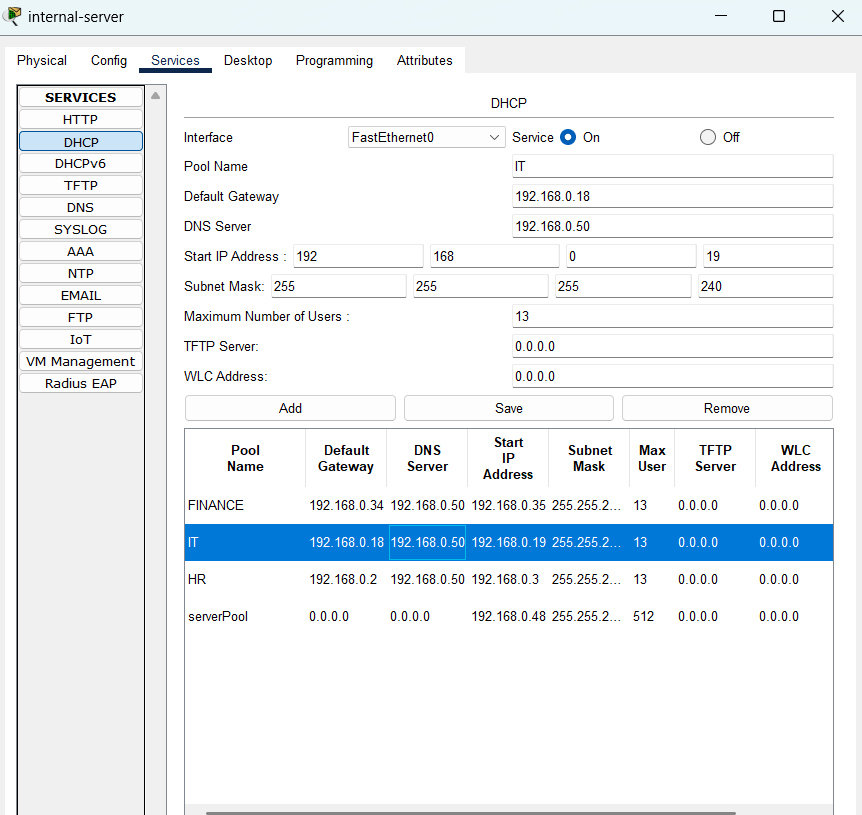 internal-server
Physical Config Services Desktop Programming Attributes
SERVICES
HTTP
DHCP
DHCPv6
TFTP
DNS
SYSLOG
AAA
NTP
EMAIL
FTP
IoT
VM Management
Radius EAP
DHCP
Interface FastEthernet0 Service On Off
Pool Name IT
Default Gateway 192.168.0.18
DNS Server 192.168.0.50
Start IP Address : 192 168 0 19
Subnet Mask: 255 255 255 240
Maximum Number of Users : 13
TFTP Server: 0.0.0.0
WLC Address: 0.0.0.0
Add Save Remove
Pool Name Default Gateway DNS Server Start IP Address Subnet Mask Max User TFTP Server WLC Address
FINANCE 192.168.0.34 192.168.0.50 192.168.0.35 255.255.2... 13 0.0.0.0 0.0.0.0
IT 192.168.0.18 192.168.0.50 192.168.0.19 255.255.2... 13 0.0.0.0 0.0.0.0
HR 192.168.0.2 192.168.0.50 192.168.0.3 255.255.2... 13 0.0.0.0 0.0.0.0
serverPool 0.0.0.0 0.0.0.0 192.168.0.48 255.255.2... 512 0.0.0.0 0.0.0.0